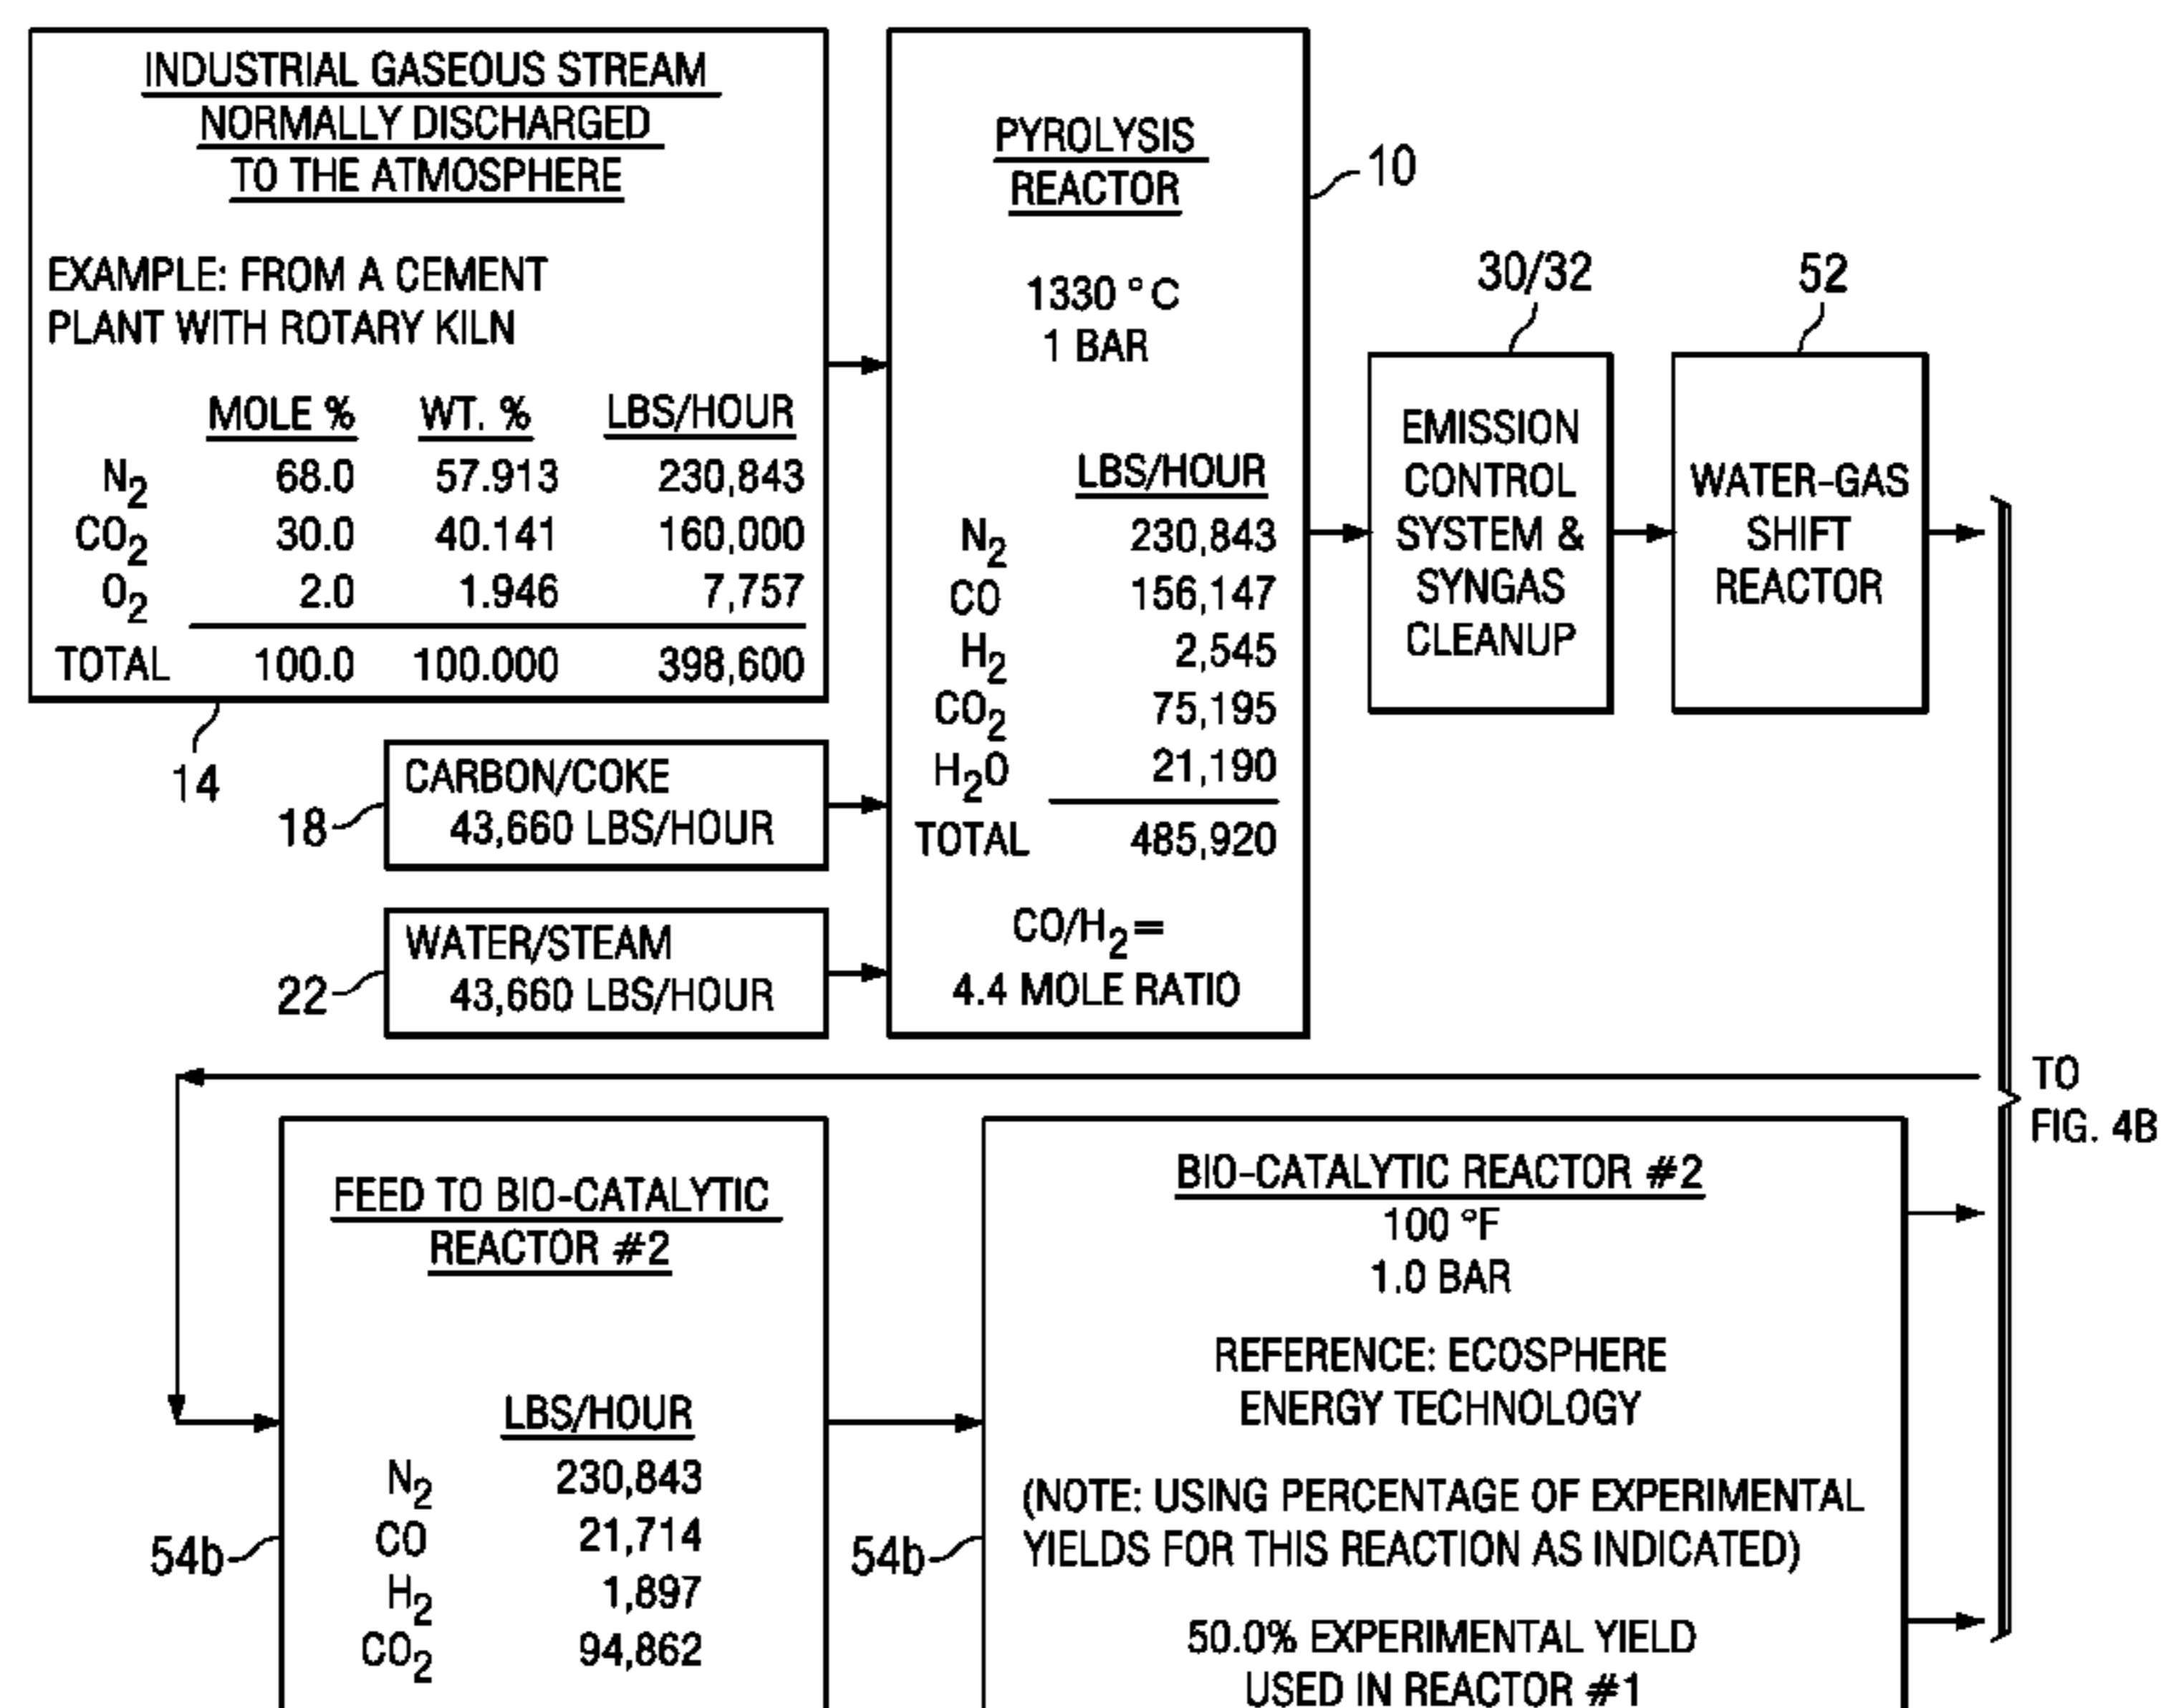 INDUSTRIAL GASEOUS STREAM
NORMALLY DISCHARGED
TO THE ATMOSPHERE
EXAMPLE: FROM A CEMENT
PLANT WITH ROTARY KILN
MOLE % WT. % LBS/HOUR
N2 68.0 57.913 230,843
CO2 30.0 40.141 160,000
O2 2.0 1.946 7,757
TOTAL 100.0 100.000 398,600
14
CARBON/COKE
43,660 LBS/HOUR
18
WATER/STEAM
43,660 LBS/HOUR
22
PYROLYSIS
REACTOR
10
1330 °C
1 BAR
LBS/HOUR
N2 230,843
CO 156,147
H2 2,545
CO2 75,195
H2O 21,190
TOTAL 485,920
CO/H2=
4.4 MOLE RATIO
30/32
EMISSION
CONTROL
SYSTEM &
SYNGAS
CLEANUP
52
WATER-GAS
SHIFT
REACTOR
TO
FIG. 4B
FEED TO BIO-CATALYTIC
REACTOR #2
LBS/HOUR
N2 230,843
CO 21,714
H2 1,897
CO2 94,862
54b
BIO-CATALYTIC REACTOR #2
100 °F
1.0 BAR
REFERENCE: ECOSPHERE
ENERGY TECHNOLOGY
(NOTE: USING PERCENTAGE OF EXPERIMENTAL
YIELDS FOR THIS REACTION AS INDICATED)
54b
50.0% EXPERIMENTAL YIELD
USED IN REACTOR #1